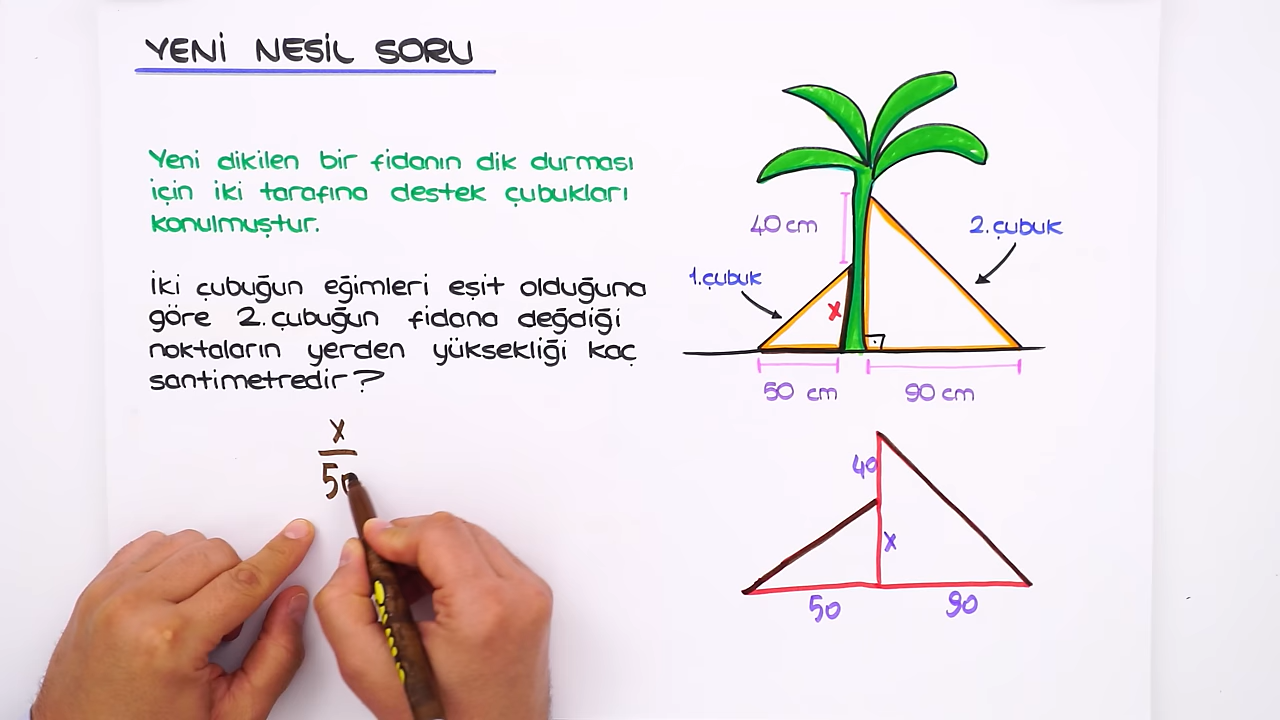 YENİ NESİL SORU
Yeni dikilen bir fidanın dik durması
için iki tarafına destek çubukları
konulmuştur.
İki çubuğun eğimleri eşit olduğuna
göre 2.çubuğun fidana değdiği
noktaların yerden yüksekliği kaç
santimetredir?
x
50
40 cm
2.çubuk
1.çubuk
x
50 cm
90 cm
40
x
50
90